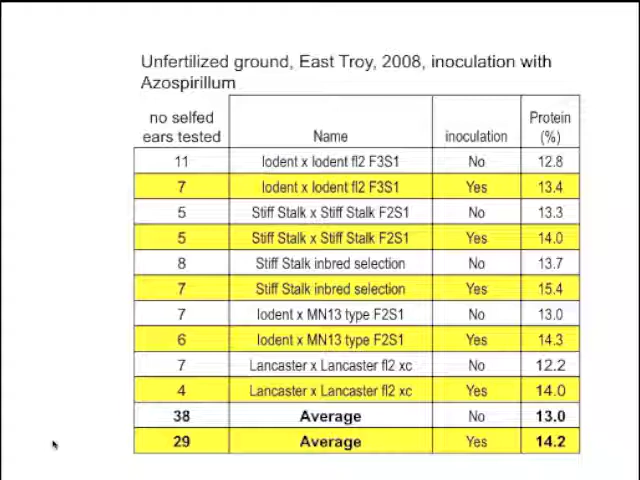 Unfertilized ground, East Troy, 2008, inoculation with
Azospirillum
no selfed ears tested Name inoculation Protein (%)
11 Iodent x Iodent fl2 F3S1 No 12.8
7 Iodent x Iodent fl2 F3S1 Yes 13.4
5 Stiff Stalk x Stiff Stalk F2S1 No 13.3
5 Stiff Stalk x Stiff Stalk F2S1 Yes 14.0
8 Stiff Stalk inbred selection No 13.7
7 Stiff Stalk inbred selection Yes 15.4
7 Iodent x MN13 type F2S1 No 13.0
6 Iodent x MN13 type F2S1 Yes 14.3
7 Lancaster x Lancaster fl2 xc No 12.2
4 Lancaster x Lancaster fl2 xc Yes 14.0
38 Average No 13.0
29 Average Yes 14.2